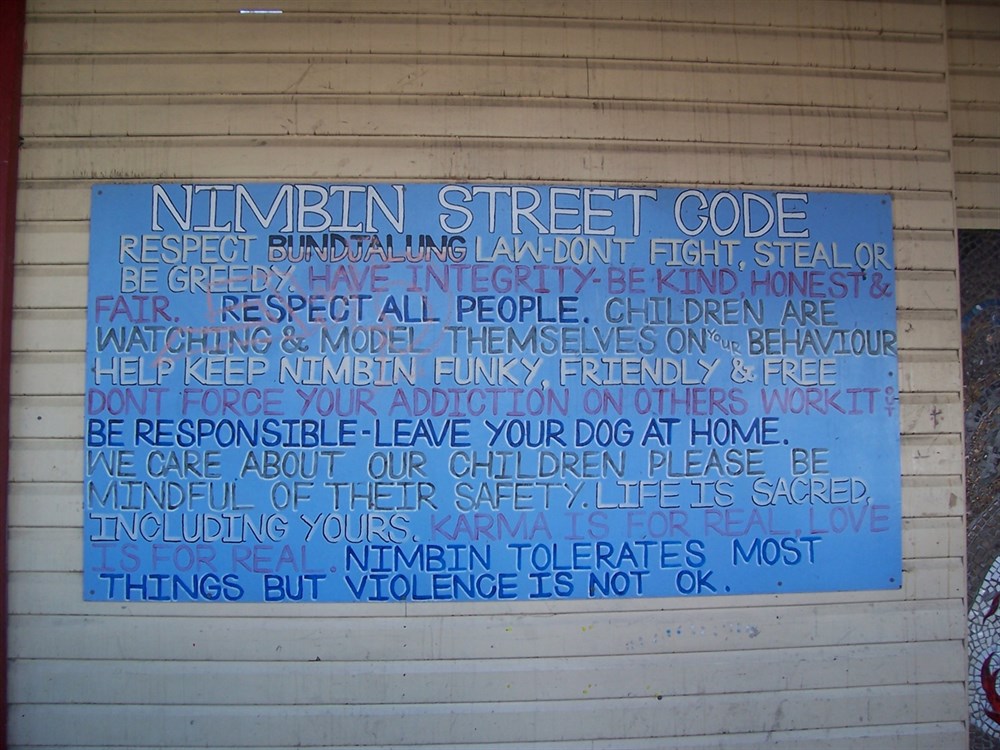 NIMBIN STREET CODE
RESPECT BUNDJALUNG LAW-DONT FIGHT, STEAL OR
BE GREEDY. HAVE INTEGRITY-BE KIND, HONEST &
FAIR. RESPECT ALL PEOPLE. CHILDREN ARE
WATCHING & MODEL THEMSELVES ON YOUR BEHAVIOUR
HELP KEEP NIMBIN FUNKY, FRIENDLY & FREE
DONT FORCE YOUR ADDICTION ON OTHERS WORK IT OUT
BE RESPONSIBLE-LEAVE YOUR DOG AT HOME.
WE CARE ABOUT OUR CHILDREN PLEASE BE
MINDFUL OF THEIR SAFETY. LIFE IS SACRED,
INCLUDING YOURS. KARMA IS FOR REAL. LOVE
IS FOR REAL. NIMBIN TOLERATES MOST
THINGS BUT VIOLENCE IS NOT OK.